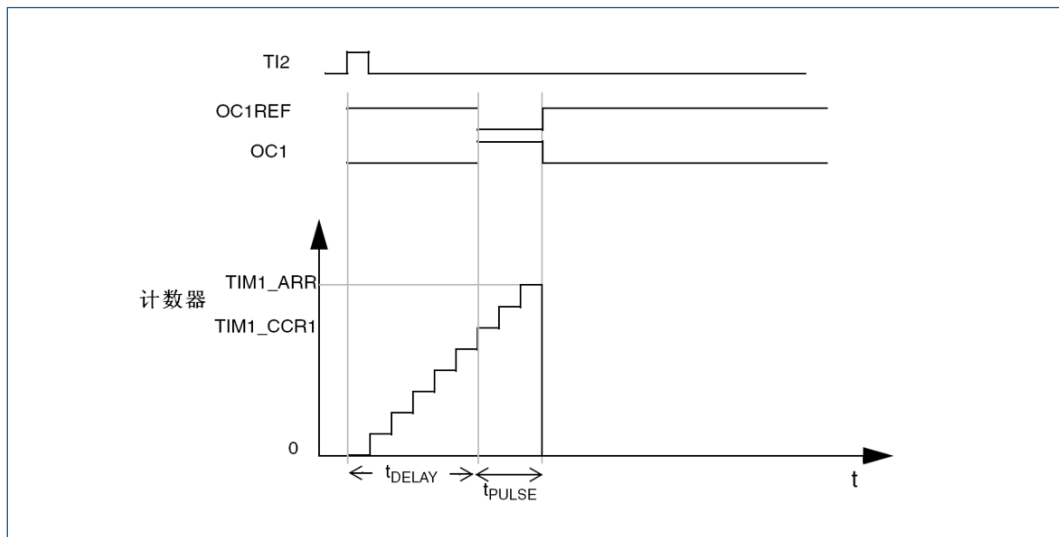 TI2
OC1REF
OC1
TIM1_ARR
计数器
TIM1_CCR1
0
tDELAY
tPULSE
t